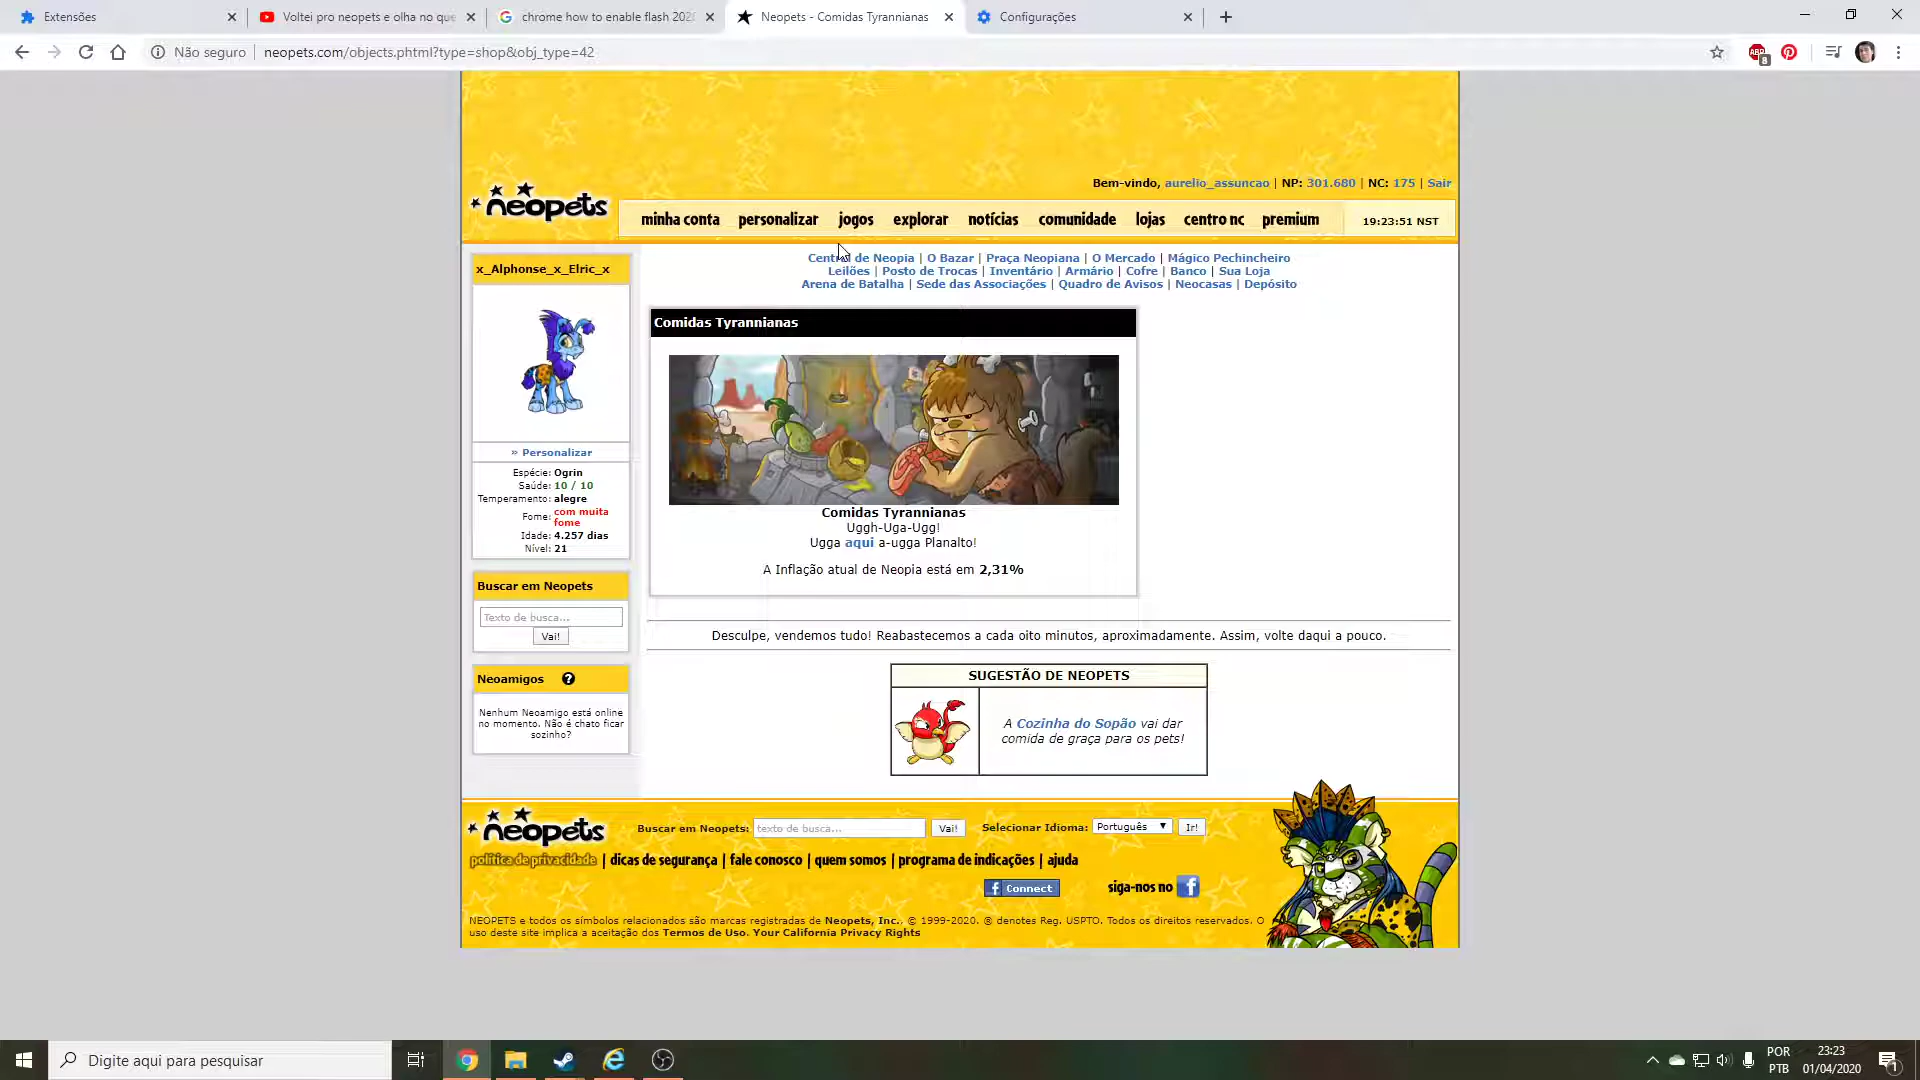 Extensões
Voltei pro neopets e olha no que
chrome how to enable flash 2020
Neopets - Comidas Tyrannianas
Configurações
Não seguro
neopets.com/objects.phtml?type=shop&obj_type=42
ABP
8
Bem-vindo, aurelio_assuncao | NP: 301.680 | NC: 175 | Sair
neopets
minha conta personalizar jogos explorar notícias comunidade lojas centro nc premium
19:23:51 NST
x_Alphonse_x_Elric_x
Centro de Neopia | O Bazar | Praça Neopiana | O Mercado | Mágico Pechincheiro
Leilões | Posto de Trocas | Inventário | Armário | Cofre | Banco | Sua Loja
Arena de Batalha | Sede das Associações | Quadro de Avisos | Neocasas | Depósito
Comidas Tyrannianas
» Personalizar
Espécie: Ogrin
Saúde: 10 / 10
Temperamento: alegre
Fome: com muita
fome
Idade: 4.257 dias
Nível: 21
Comidas Tyrannianas
Uggh-Uga-Ugg!
Ugga aqui a-ugga Planalto!
A Inflação atual de Neopia está em 2,31%
Buscar em Neopets
Texto de busca...
Vai!
Desculpe, vendemos tudo! Reabastecemos a cada oito minutos, aproximadamente. Assim, volte daqui a pouco.
Neoamigos ?
Nenhum Neoamigo está online
no momento. Não é chato ficar
sozinho?
SUGESTÃO DE NEOPETS
A Cozinha do Sopão vai dar
comida de graça para os pets!
neopets
Buscar em Neopets: texto de busca... Vai! Selecionar Idioma: Português Ir!
política de privacidade | dicas de segurança | fale conosco | quem somos | programa de indicações | ajuda
f Connect siga-nos no f
NEOPETS e todos os símbolos relacionados são marcas registradas de Neopets, Inc.. © 1999-2020. ® denotes Reg. USPTO. Todos os direitos reservados. O
uso deste site implica a aceitação dos Termos de Uso. Your California Privacy Rights
Digite aqui para pesquisar
POR
PTB
23:23
01/04/2020
1